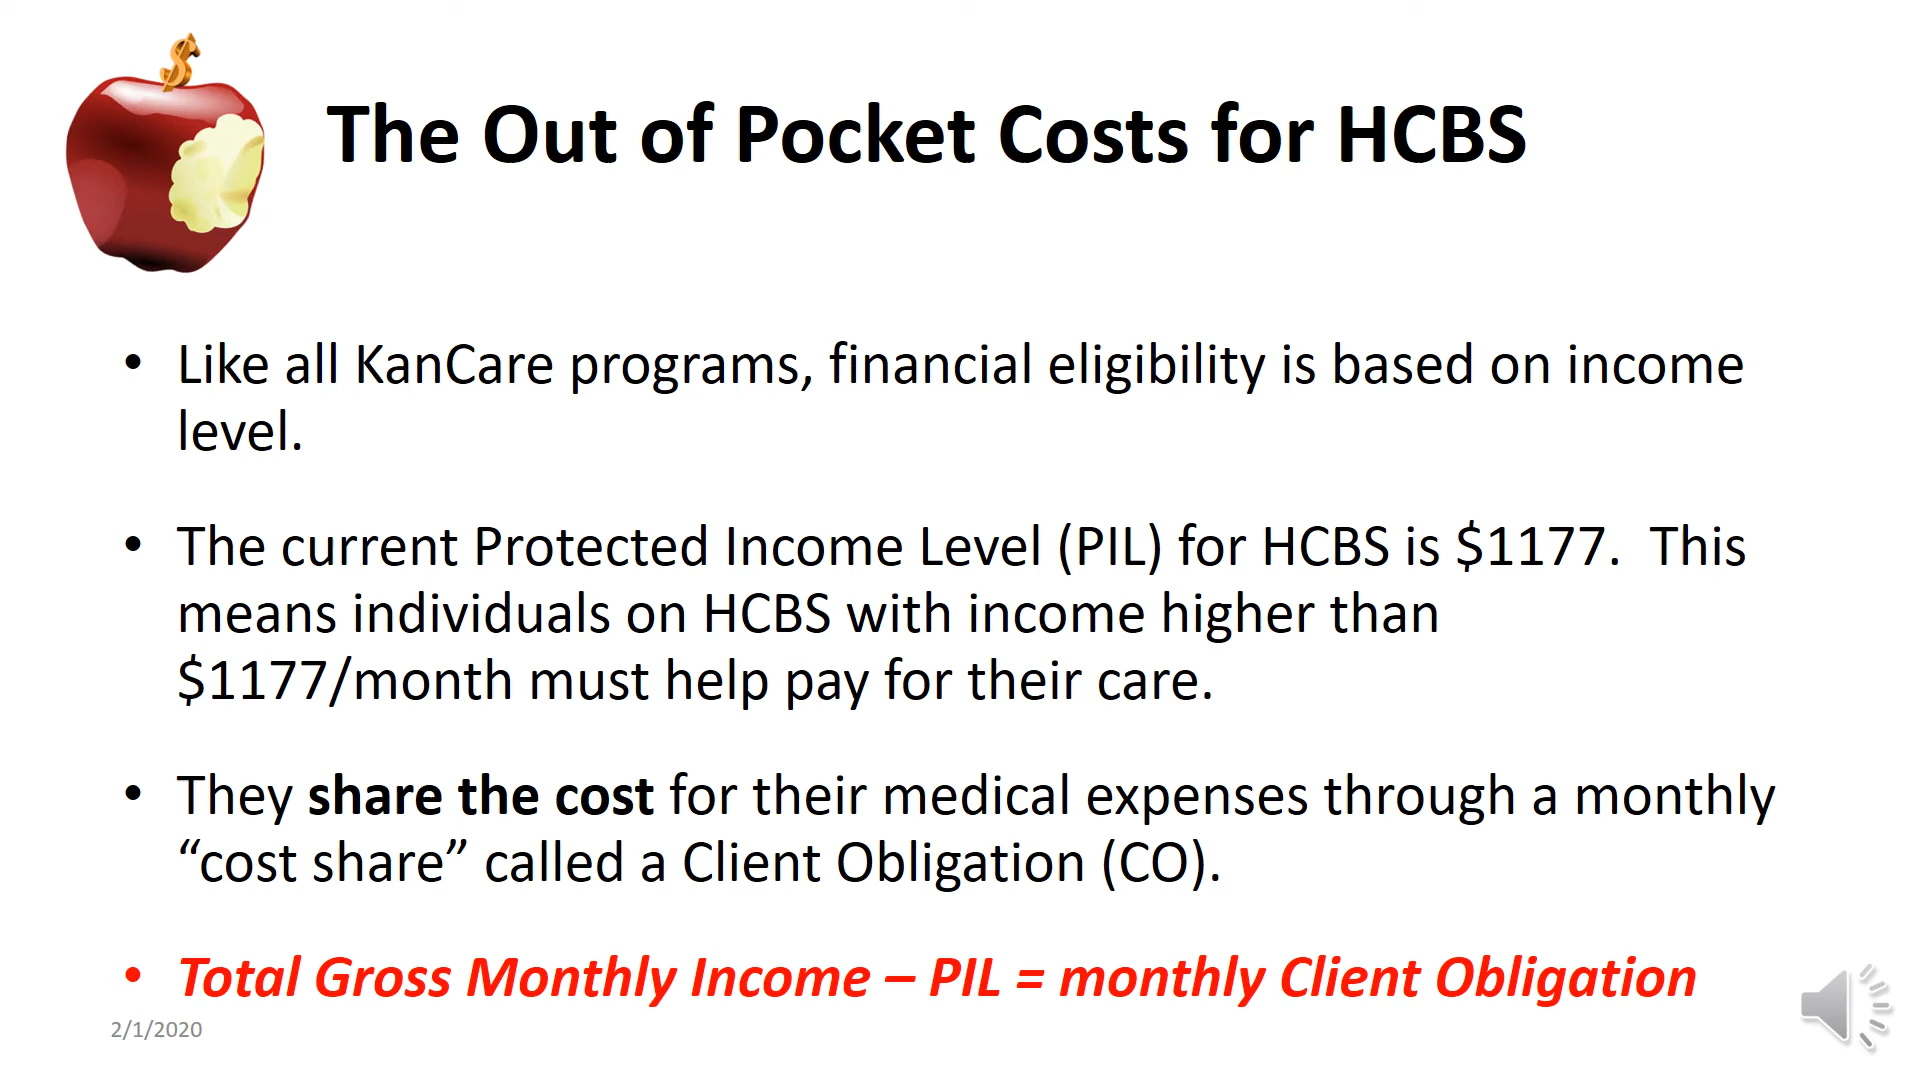 The Out of Pocket Costs for HCBS
• Like all KanCare programs, financial eligibility is based on income
level.
• The current Protected Income Level (PIL) for HCBS is $1177.  This
means individuals on HCBS with income higher than
$1177/month must help pay for their care.
• They share the cost for their medical expenses through a monthly
“cost share” called a Client Obligation (CO).
• Total Gross Monthly Income – PIL = monthly Client Obligation
2/1/2020